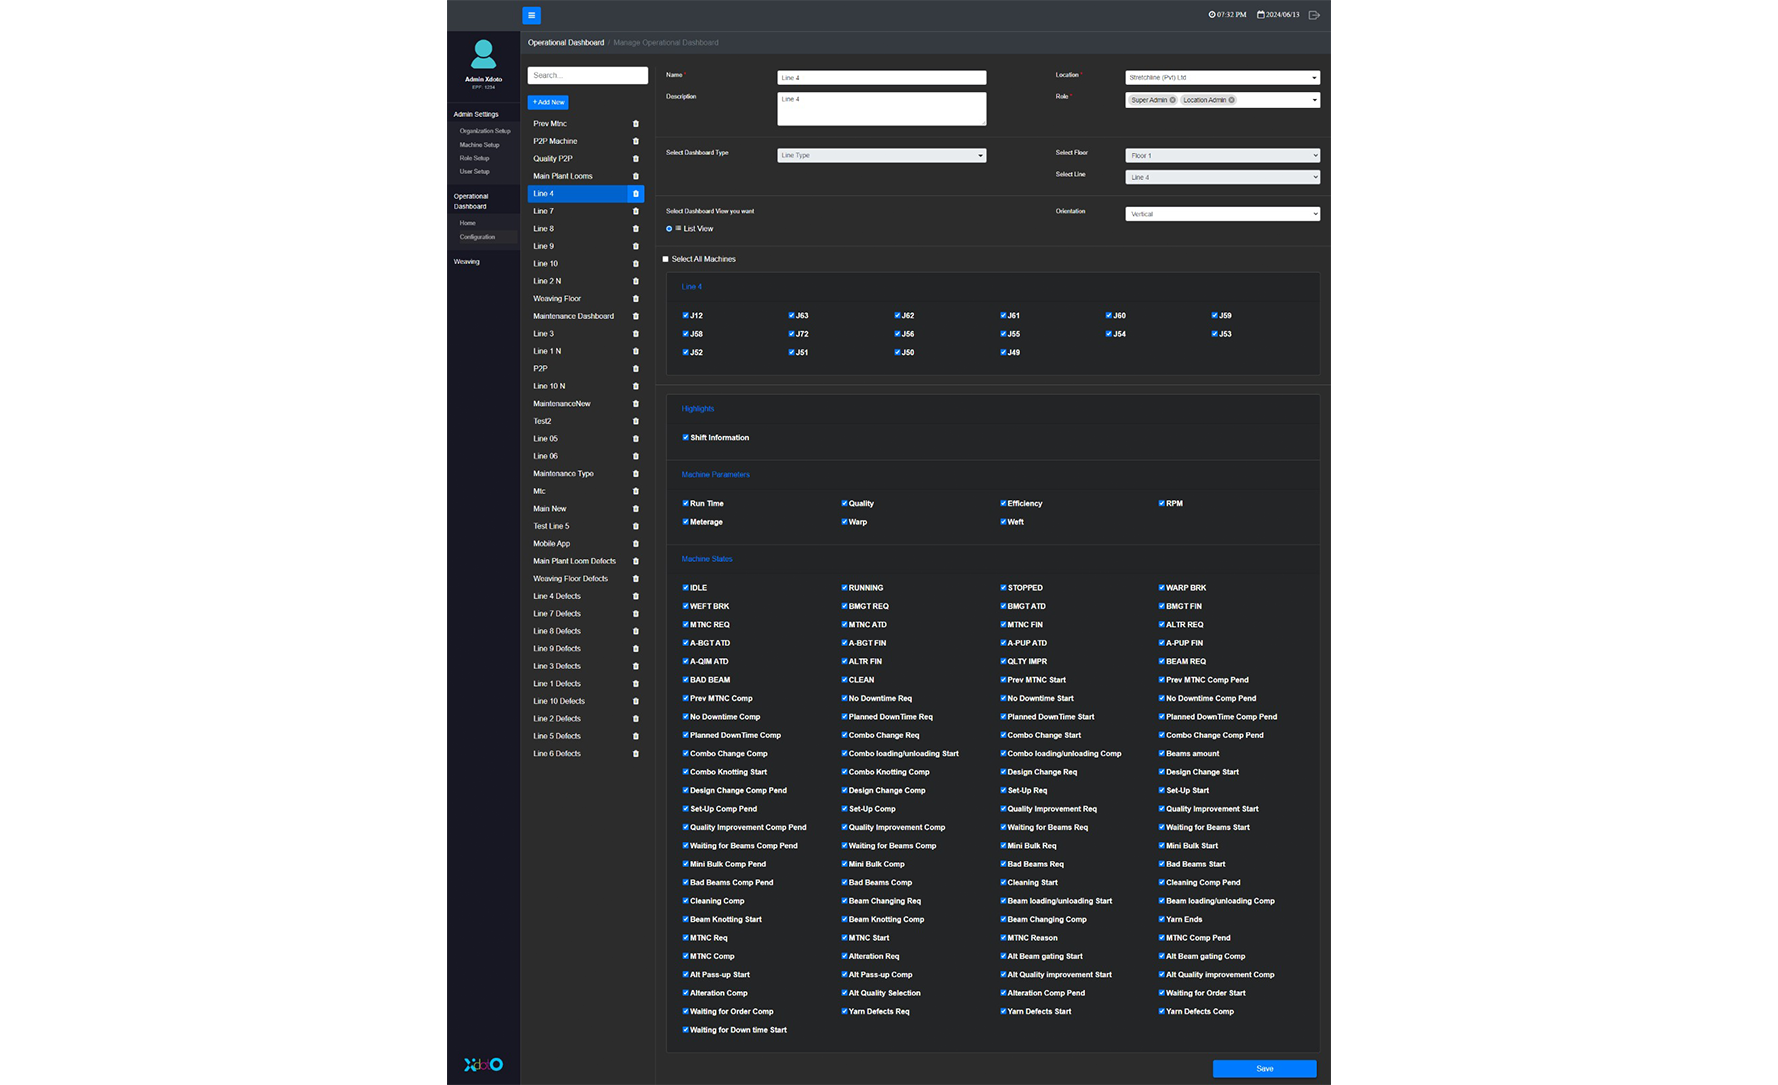 07:32 PM 2024/06/13
Operational Dashboard / Manage Operational Dashboard
Admin Xdoto
EPF: 1234
Admin Settings
Organization Setup
Machine Setup
Role Setup
User Setup
Operational
Dashboard
Home
Configuration
Weaving
XdotO
Search...
+ Add New
Prev Mtnc
P2P Machine
Quality P2P
Main Plant Looms
Line 4
Line 7
Line 8
Line 9
Line 10
Line 2 N
Weaving Floor
Maintenance Dashboard
Line 3
Line 1 N
P2P
Line 10 N
MaintenanceNew
Test2
Line 05
Line 06
Maintenance Type
Mtc
Main New
Test Line 5
Mobile App
Main Plant Loom Defects
Weaving Floor Defects
Line 4 Defects
Line 7 Defects
Line 8 Defects
Line 9 Defects
Line 3 Defects
Line 1 Defects
Line 10 Defects
Line 2 Defects
Line 5 Defects
Line 6 Defects
Name * Line 4 Location * Stretchline (Pvt) Ltd
Description Line 4 Role * Super Admin Location Admin
Select Dashboard Type Line Type Select Floor Floor 1
Select Line Line 4
Select Dashboard View you want Orientation Vertical
List View
Select All Machines
Line 4
J12 J63 J62 J61 J60 J59
J58 J72 J56 J55 J54 J53
J52 J51 J50 J49
Highlights
Shift Information
Machine Parameters
Run Time Quality Efficiency RPM
Meterage Warp Weft
Machine States
IDLE RUNNING STOPPED WARP BRK
WEFT BRK BMGT REQ BMGT ATD BMGT FIN
MTNC REQ MTNC ATD MTNC FIN ALTR REQ
A-BGT ATD A-BGT FIN A-PUP ATD A-PUP FIN
A-QIM ATD ALTR FIN QLTY IMPR BEAM REQ
BAD BEAM CLEAN Prev MTNC Start Prev MTNC Comp Pend
Prev MTNC Comp No Downtime Req No Downtime Start No Downtime Comp Pend
No Downtime Comp Planned DownTime Req Planned DownTime Start Planned DownTime Comp Pend
Planned DownTime Comp Combo Change Req Combo Change Start Combo Change Comp Pend
Combo Change Comp Combo loading/unloading Start Combo loading/unloading Comp Beams amount
Combo Knotting Start Combo Knotting Comp Design Change Req Design Change Start
Design Change Comp Pend Design Change Comp Set-Up Req Set-Up Start
Set-Up Comp Pend Set-Up Comp Quality Improvement Req Quality Improvement Start
Quality Improvement Comp Pend Quality Improvement Comp Waiting for Beams Req Waiting for Beams Start
Waiting for Beams Comp Pend Waiting for Beams Comp Mini Bulk Req Mini Bulk Start
Mini Bulk Comp Pend Mini Bulk Comp Bad Beams Req Bad Beams Start
Bad Beams Comp Pend Bad Beams Comp Cleaning Start Cleaning Comp Pend
Cleaning Comp Beam Changing Req Beam loading/unloading Start Beam loading/unloading Comp
Beam Knotting Start Beam Knotting Comp Beam Changing Comp Yarn Ends
MTNC Req MTNC Start MTNC Reason MTNC Comp Pend
MTNC Comp Alteration Req Alt Beam gating Start Alt Beam gating Comp
Alt Pass-up Start Alt Pass-up Comp Alt Quality improvement Start Alt Quality improvement Comp
Alteration Comp Alt Quality Selection Alteration Comp Pend Waiting for Order Start
Waiting for Order Comp Yarn Defects Req Yarn Defects Start Yarn Defects Comp
Waiting for Down time Start
Save